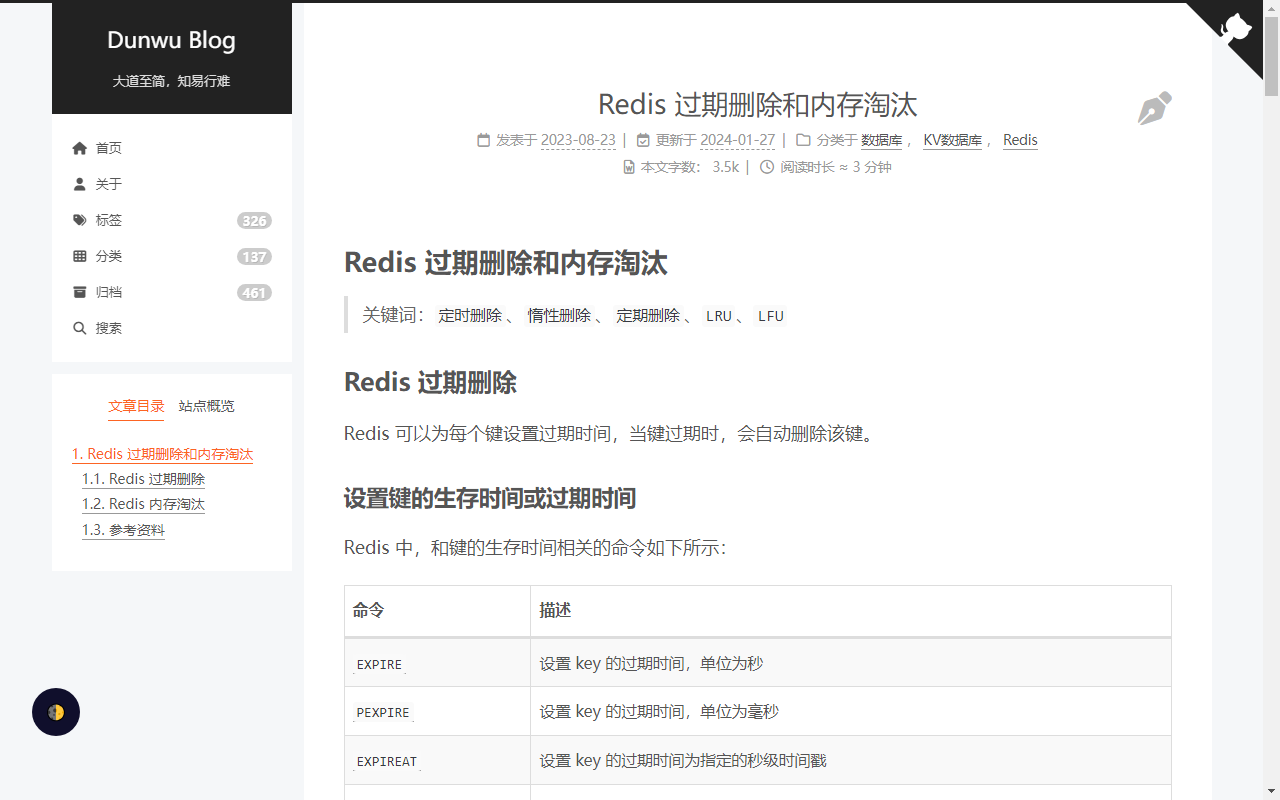 Dunwu Blog
大道至简，知易行难
首页
关于
标签 326
分类 137
归档 461
搜索
文章目录 站点概览
1. Redis 过期删除和内存淘汰
1.1. Redis 过期删除
1.2. Redis 内存淘汰
1.3. 参考资料
Redis 过期删除和内存淘汰
发表于 2023-08-23 | 更新于 2024-01-27 | 分类于 数据库 ， KV数据库 ， Redis
本文字数： 3.5k | 阅读时长 ≈ 3 分钟
Redis 过期删除和内存淘汰
关键词： 定时删除 、 惰性删除 、 定期删除 、 LRU 、 LFU
Redis 过期删除
Redis 可以为每个键设置过期时间，当键过期时，会自动删除该键。
设置键的生存时间或过期时间
Redis 中，和键的生存时间相关的命令如下所示：
命令 描述
EXPIRE 设置 key 的过期时间，单位为秒
PEXPIRE 设置 key 的过期时间，单位为毫秒
EXPIREAT 设置 key 的过期时间为指定的秒级时间戳